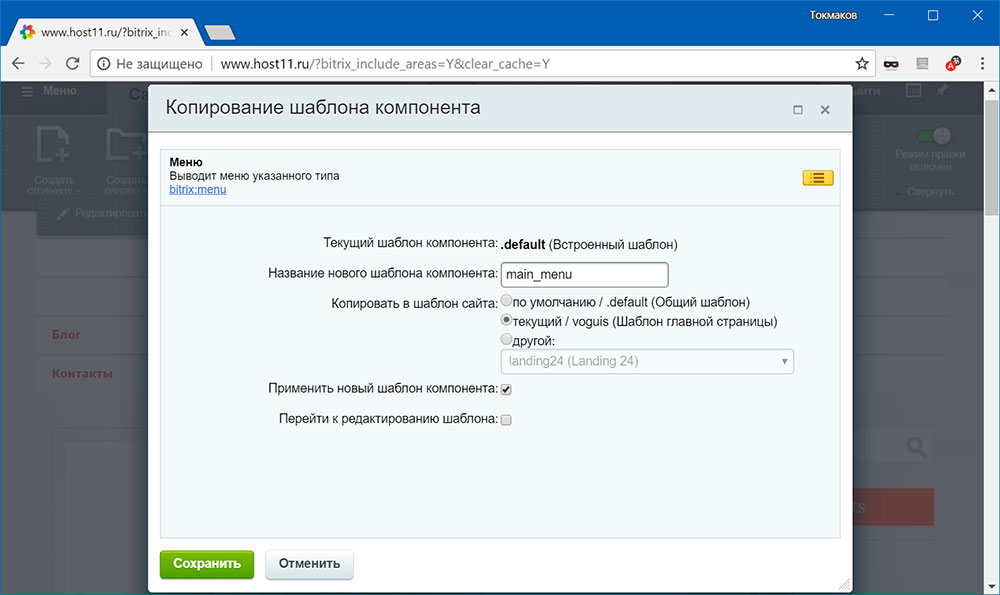 Токмаков
www.host11.ru/?bitrix_inc
Не защищено www.host11.ru/?bitrix_include_areas=Y&clear_cache=Y
Меню
Копирование шаблона компонента
Создать
страницу
Создать
раздел
Режим правки
включен
Свернуть
Редактировать
Меню
Выводит меню указанного типа
bitrix:menu
Текущий шаблон компонента: .default (Встроенный шаблон)
Название нового шаблона компонента: main_menu
Копировать в шаблон сайта: по умолчанию / .default (Общий шаблон)
текущий / voguis (Шаблон главной страницы)
другой:
landing24 (Landing 24)
Блог
Контакты
Применить новый шаблон компонента:
Перейти к редактированию шаблона:
Сохранить Отменить